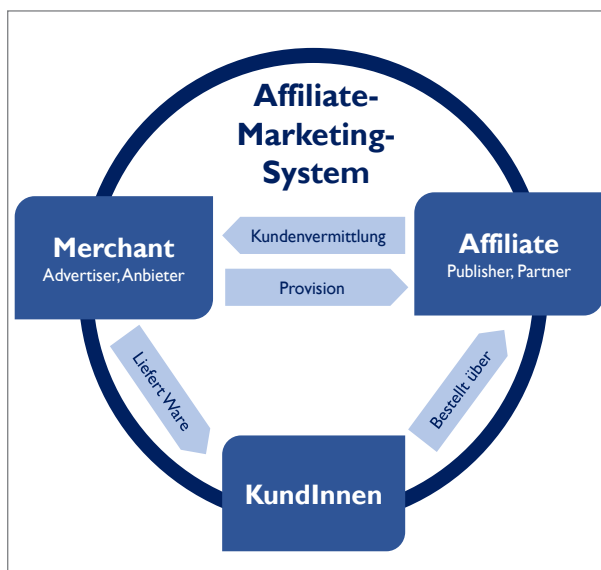 Affiliate-
Marketing-
System
Merchant
Advertiser, Anbieter
Kundenvermittlung
Provision
Affiliate
Publisher, Partner
Liefert Ware
Bestellt über
KundInnen